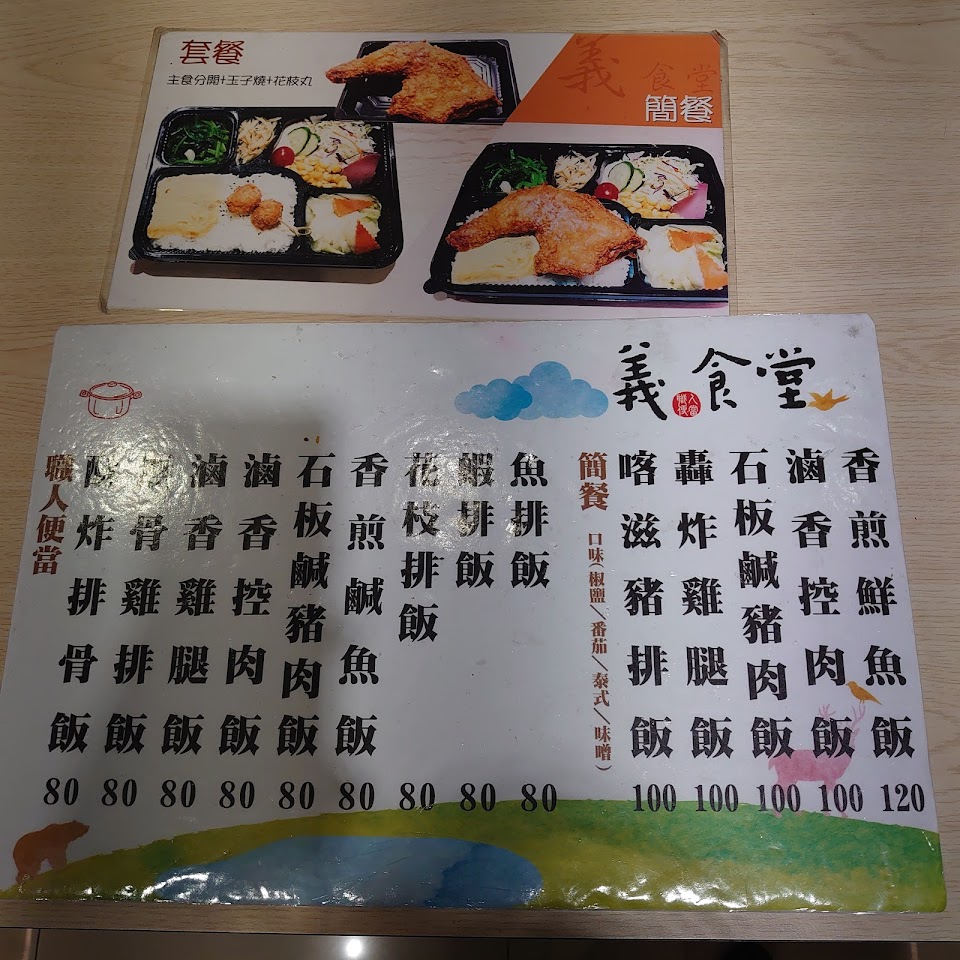 套餐
主食分開+玉子燒+花枝丸
義食堂
簡餐
義食堂
職人便當
炸排骨飯
80
骨雞排飯
80
滷香雞腿飯
80
滷香控肉飯
80
石板鹹豬肉飯
80
香煎鹹魚飯
80
花枝排飯
80
蝦排飯
80
魚排飯
80
簡餐
口味(椒鹽/番茄/泰式/味噌)
喀滋豬排飯
100
轟炸雞腿飯
100
石板鹹豬肉飯
100
滷香控肉飯
100
香煎鮮魚飯
120